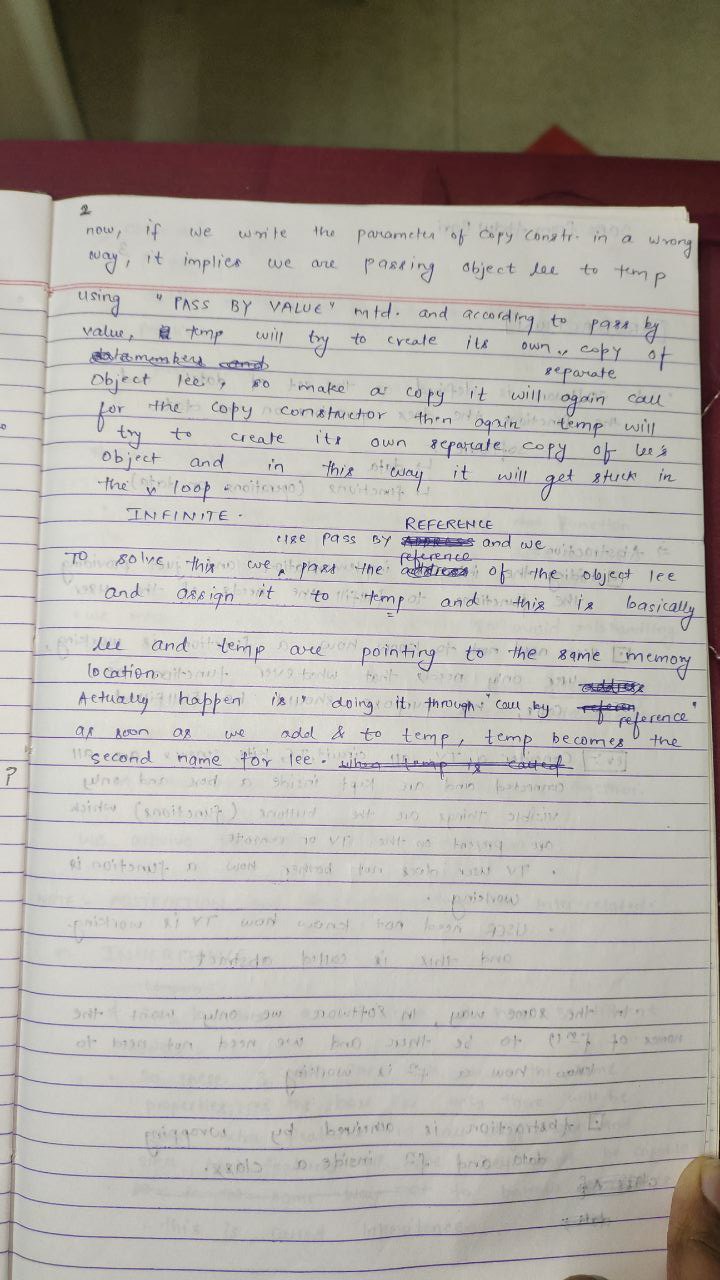 2
now, if we write the parameter of copy constr. in a wrong
way, it implies we are passing object lee to temp
using "PASS BY VALUE" mtd. and according to pass by
value, temp will try to create its own copy of
separate
object lee, so make a copy it will again call
for the copy constructor then again temp will
try to create its own separate copy of lee's
object and in this way it will get stuck in
the loop.
INFINITE.
REFERENCE
use PASS BY and we
reference
TO solve this we pass the of the object lee
and assign it to temp and this is basically
lee and temp are pointing to the same memory
location.
Actually happen is doing it through "call by reference"
as soon as we add & to temp, temp becomes the
second name for lee.
?